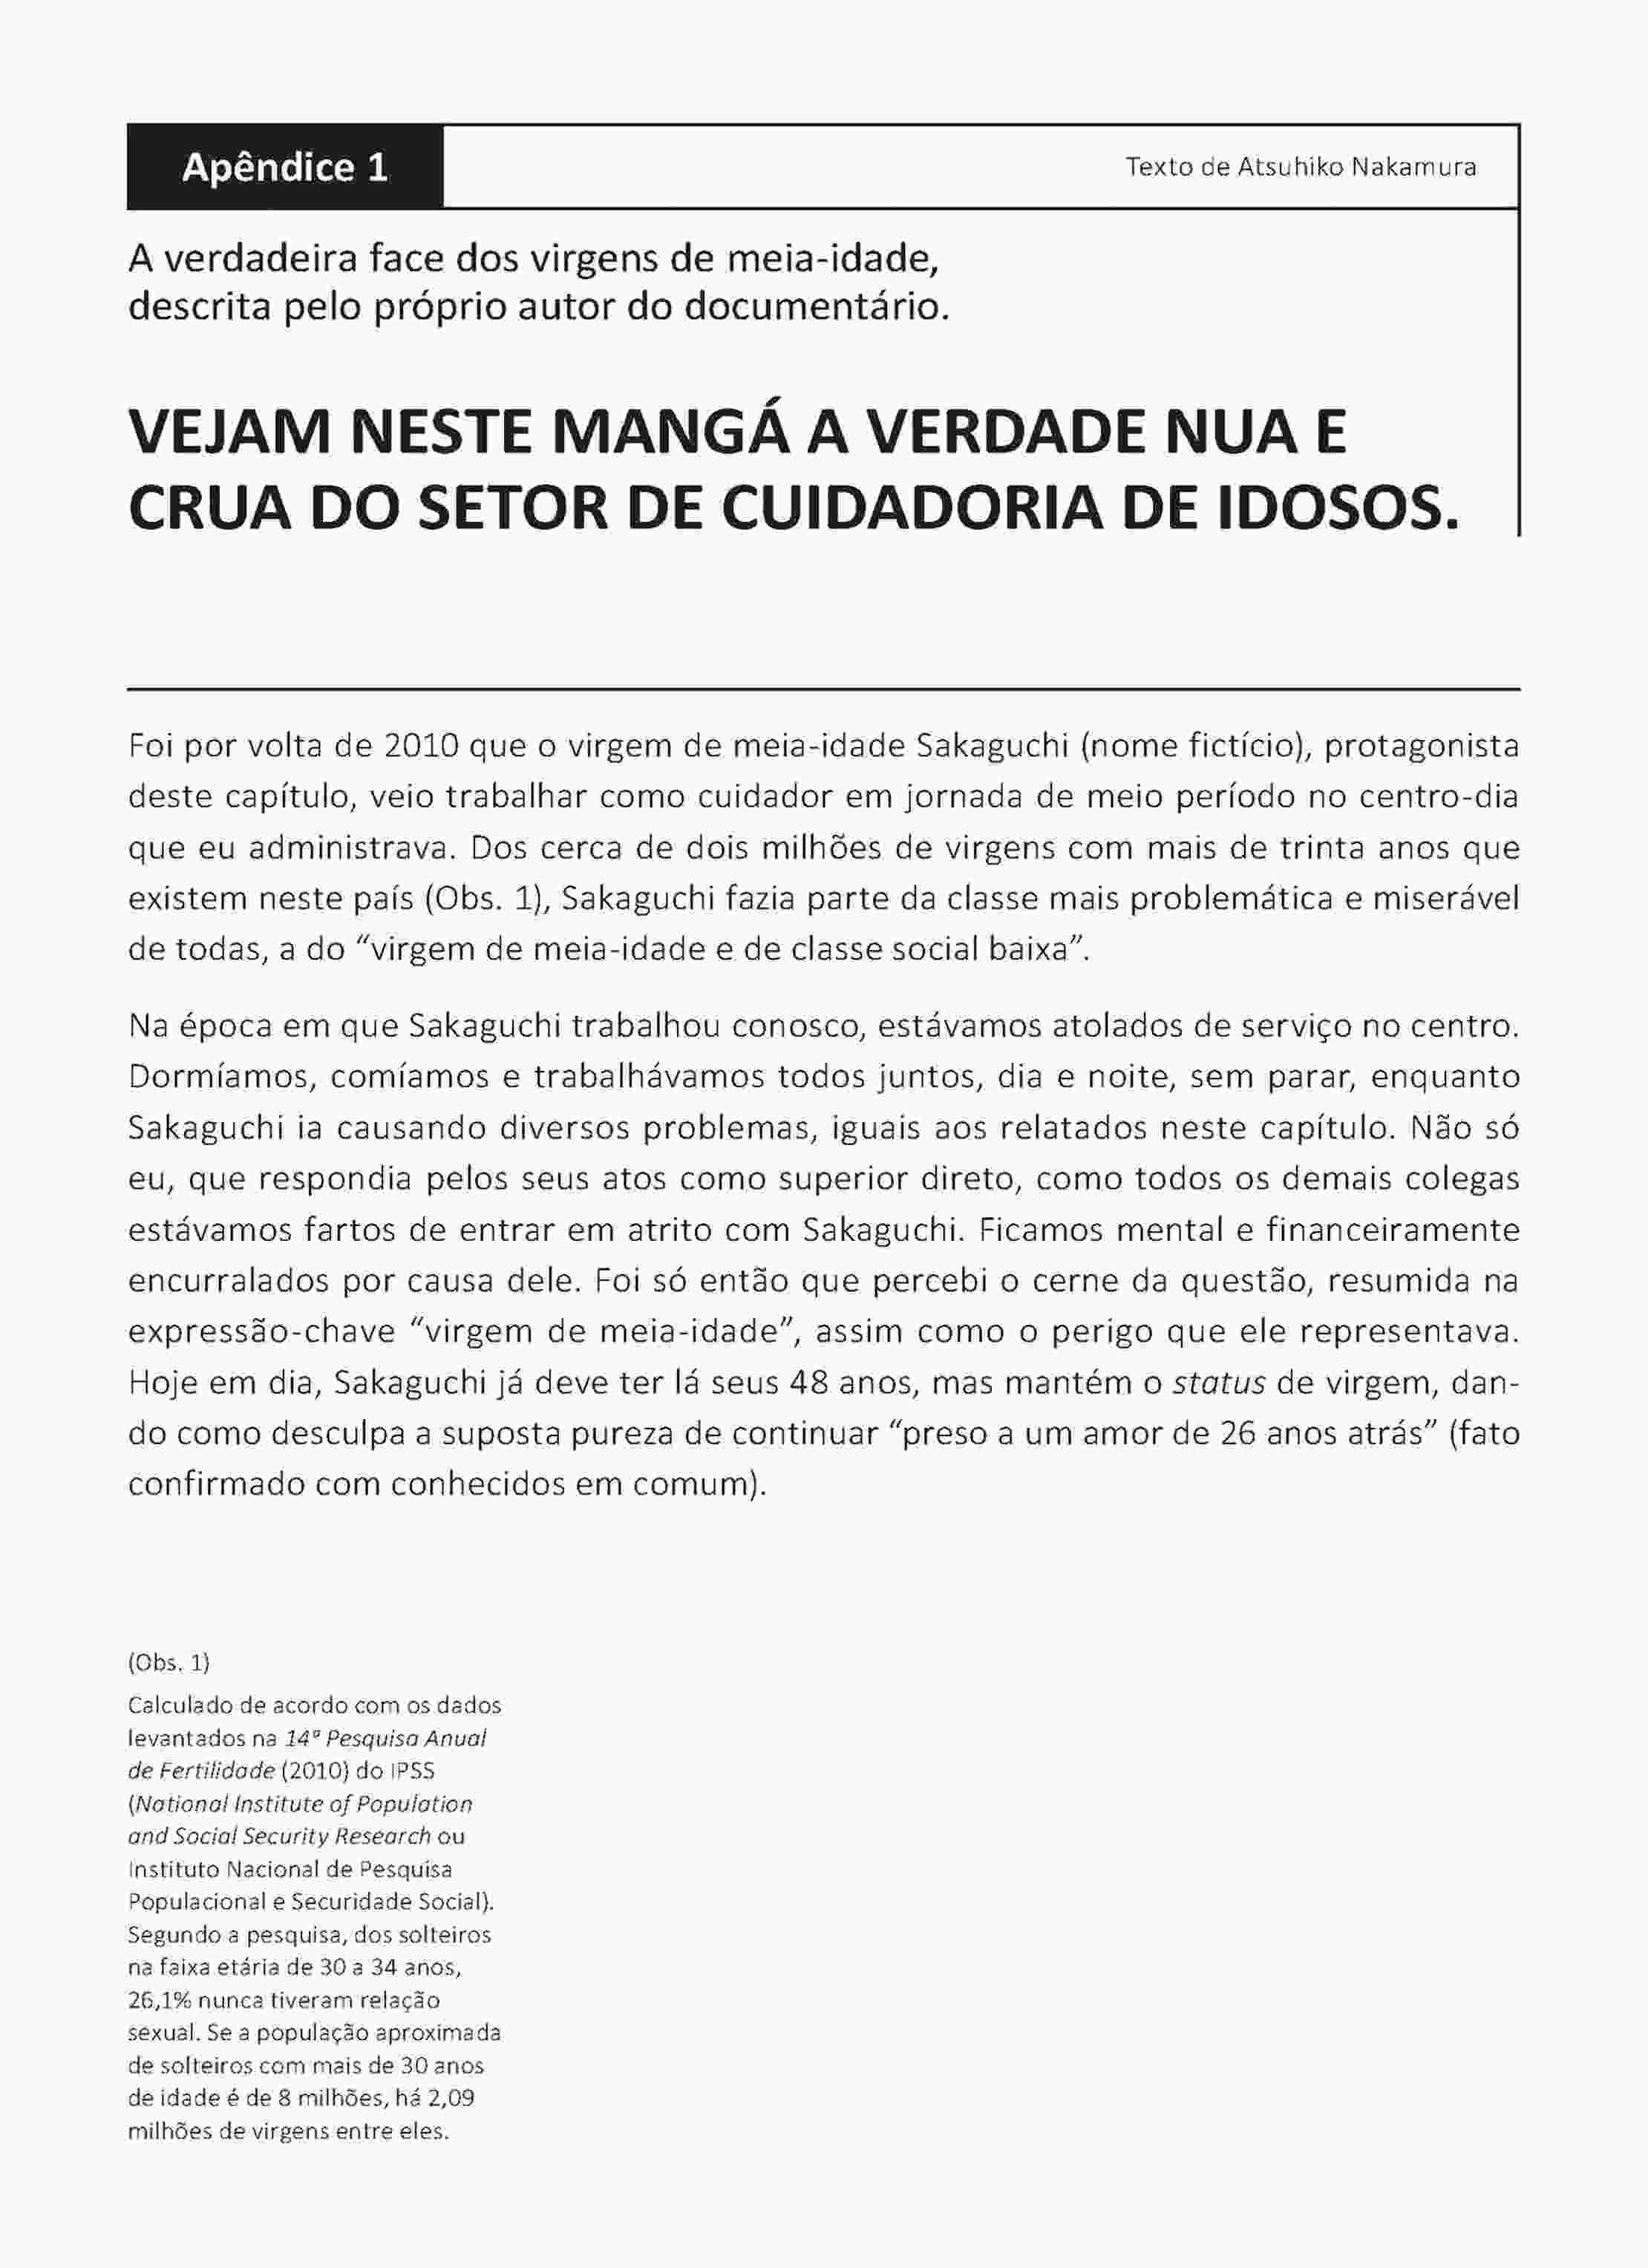 Apêndice 1
Texto de Atsuhiko Nakamura
A verdadeira face dos virgens de meia-idade,
descrita pelo próprio autor do documentário.
VEJAM NESTE MANGÁ A VERDADE NUA E
CRUA DO SETOR DE CUIDADORIA DE IDOSOS.
Foi por volta de 2010 que o virgem de meia-idade Sakaguchi (nome fictício), protagonista
deste capítulo, veio trabalhar como cuidador em jornada de meio período no centro-dia
que eu administrava. Dos cerca de dois milhões de virgens com mais de trinta anos que
existem neste país (Obs. 1), Sakaguchi fazia parte da classe mais problemática e miserável
de todas, a do “virgem de meia-idade e de classe social baixa”.
Na época em que Sakaguchi trabalhou conosco, estávamos atolados de serviço no centro.
Dormíamos, comíamos e trabalhávamos todos juntos, dia e noite, sem parar, enquanto
Sakaguchi ia causando diversos problemas, iguais aos relatados neste capítulo. Não só
eu, que respondia pelos seus atos como superior direto, como todos os demais colegas
estávamos fartos de entrar em atrito com Sakaguchi. Ficamos mental e financeiramente
encurralados por causa dele. Foi só então que percebi o cerne da questão, resumida na
expressão-chave “virgem de meia-idade”, assim como o perigo que ele representava.
Hoje em dia, Sakaguchi já deve ter lá seus 48 anos, mas mantém o status de virgem, dan-
do como desculpa a suposta pureza de continuar “preso a um amor de 26 anos atrás” (fato
confirmado com conhecidos em comum).
(Obs. 1)
Calculado de acordo com os dados
levantados na 14ª Pesquisa Anual
de Fertilidade (2010) do IPSS
(National Institute of Population
and Social Security Research ou
Instituto Nacional de Pesquisa
Populacional e Securidade Social).
Segundo a pesquisa, dos solteiros
na faixa etária de 30 a 34 anos,
26,1% nunca tiveram relação
sexual. Se a população aproximada
de solteiros com mais de 30 anos
de idade é de 8 milhões, há 2,09
milhões de virgens entre eles.